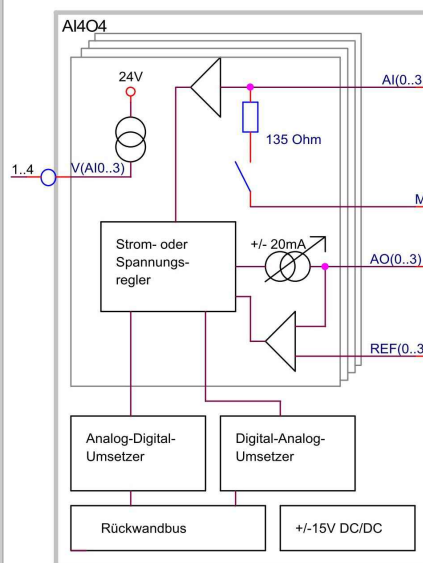 AI4O4
24V
AI(0..3
135 Ohm
1..4
V(AI0..3)
M
Strom- oder
Spannungs-
regler
+/- 20mA
AO(0..3)
REF(0..3
Analog-Digital-
Umsetzer
Digital-Analog-
Umsetzer
Rückwandbus
+/-15V DC/DC